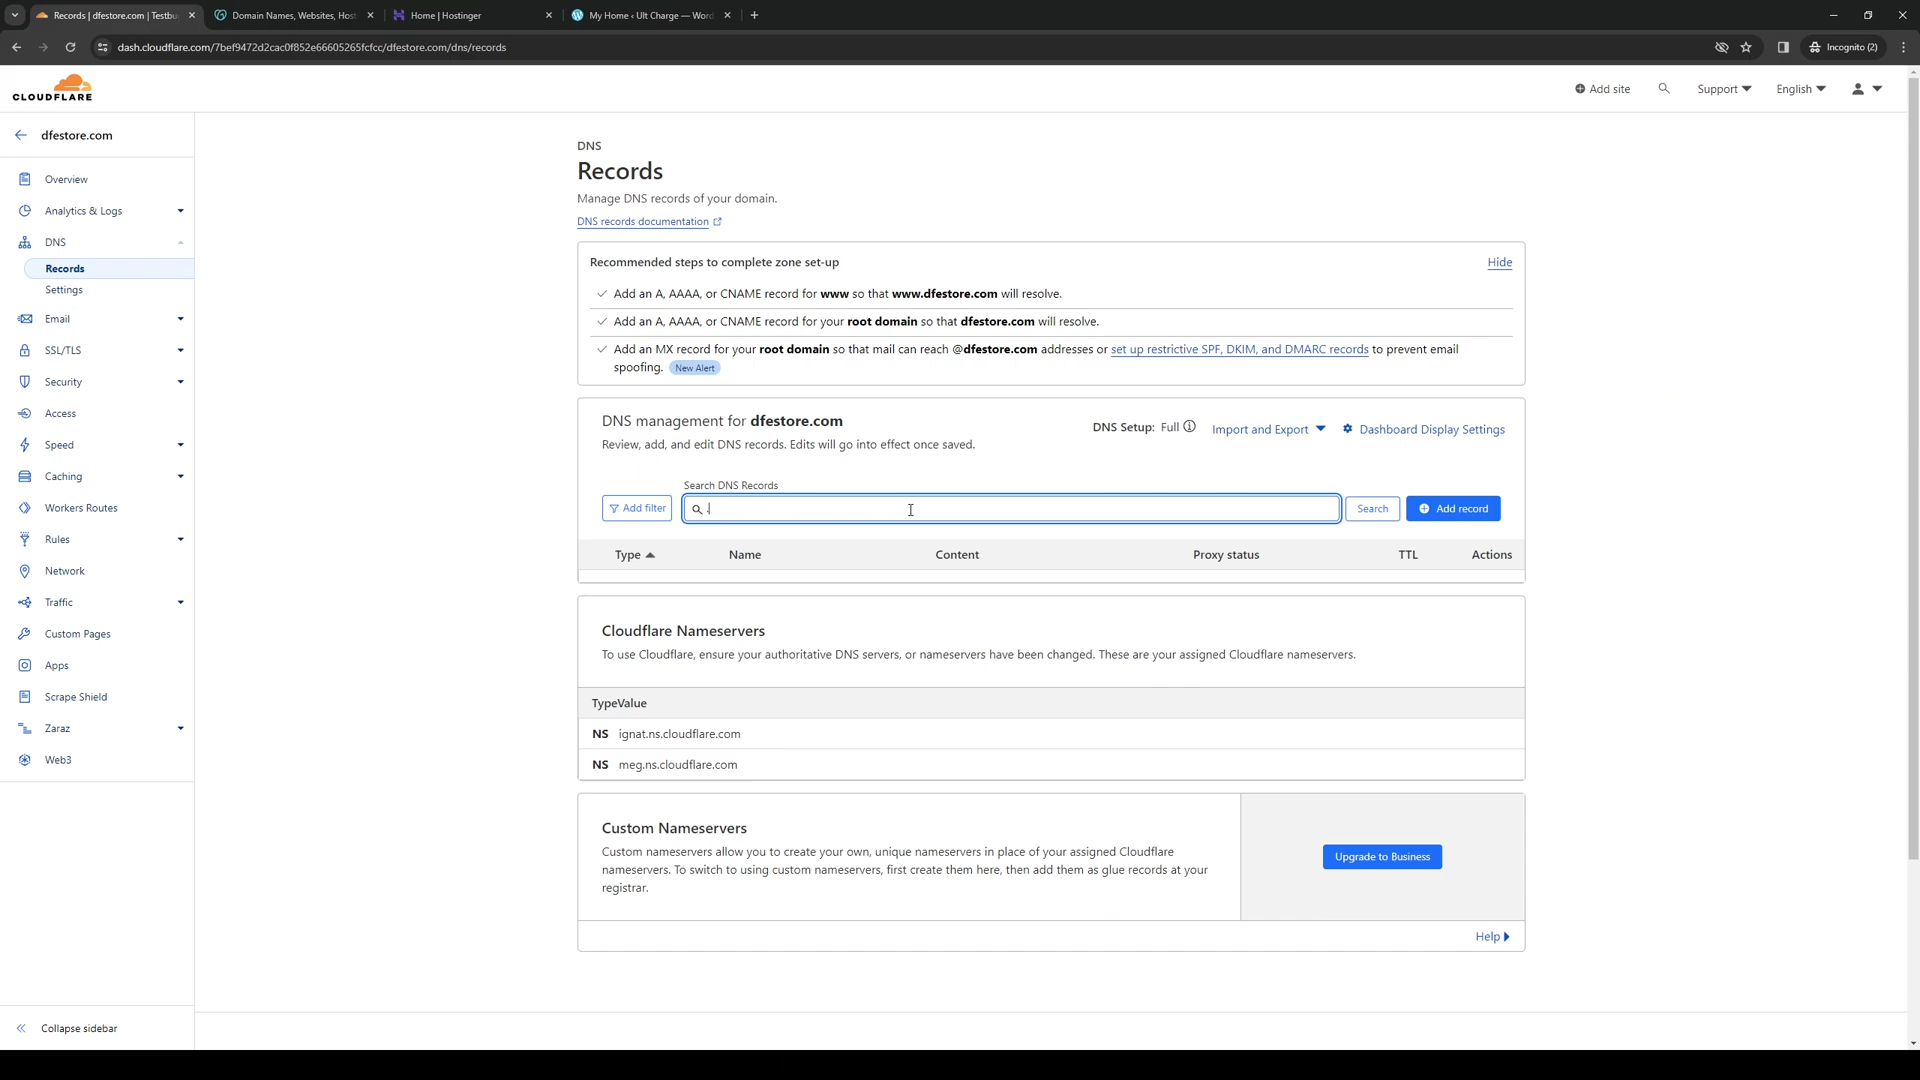 Records | dfestore.com | Testbu
Domain Names, Websites, Hos
Home | Hostinger
My Home ‹ Ult Charge — Word
dash.cloudflare.com/7bef9472d2cac0f852e66605265fcfcc/dfestore.com/dns/records
Incognito (2)
CLOUDFLARE
Add site
Support
English
dfestore.com
Overview
Analytics & Logs
DNS
Records
Settings
Email
SSL/TLS
Security
Access
Speed
Caching
Workers Routes
Rules
Network
Traffic
Custom Pages
Apps
Scrape Shield
Zaraz
Web3
Collapse sidebar
DNS
Records
Manage DNS records of your domain.
DNS records documentation
Recommended steps to complete zone set-up
Hide
Add an A, AAAA, or CNAME record for www so that www.dfestore.com will resolve.
Add an A, AAAA, or CNAME record for your root domain so that dfestore.com will resolve.
Add an MX record for your root domain so that mail can reach @dfestore.com addresses or set up restrictive SPF, DKIM, and DMARC records to prevent email
spoofing. New Alert
DNS management for dfestore.com
Review, add, and edit DNS records. Edits will go into effect once saved.
DNS Setup: Full
Import and Export
Dashboard Display Settings
Search DNS Records
Add filter
Search
Add record
Type Name Content Proxy status TTL Actions
Cloudflare Nameservers
To use Cloudflare, ensure your authoritative DNS servers, or nameservers have been changed. These are your assigned Cloudflare nameservers.
TypeValue
NS ignat.ns.cloudflare.com
NS meg.ns.cloudflare.com
Custom Nameservers
Custom nameservers allow you to create your own, unique nameservers in place of your assigned Cloudflare
nameservers. To switch to using custom nameservers, first create them here, then add them as glue records at your
registrar.
Upgrade to Business
Help